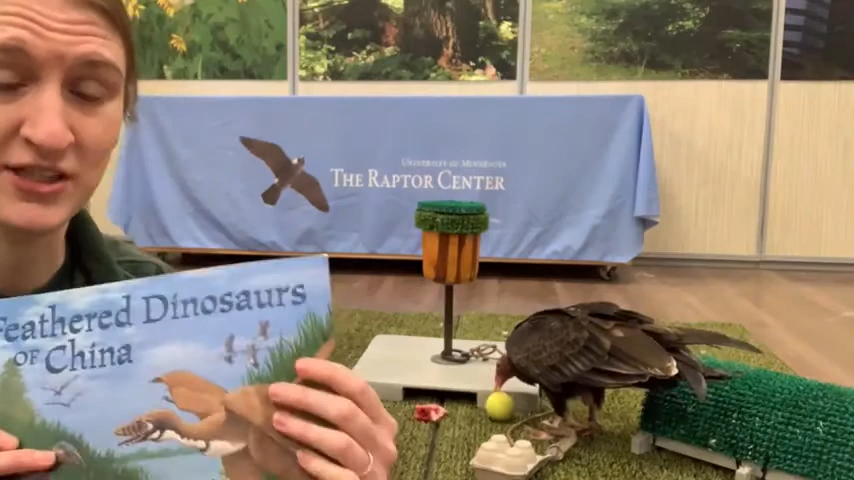 UNIVERSITY OF MINNESOTA
THE RAPTOR CENTER
Feathered Dinosaurs
of China